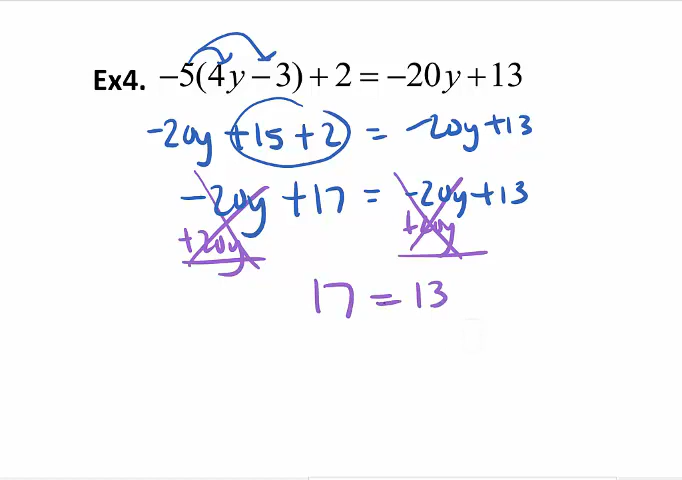 Ex4. −5(4y−3)+2=−20y+13
-20y +15 +2 = -20y+13
-20y +17 = -20y+13
+20y +20y
17 = 13